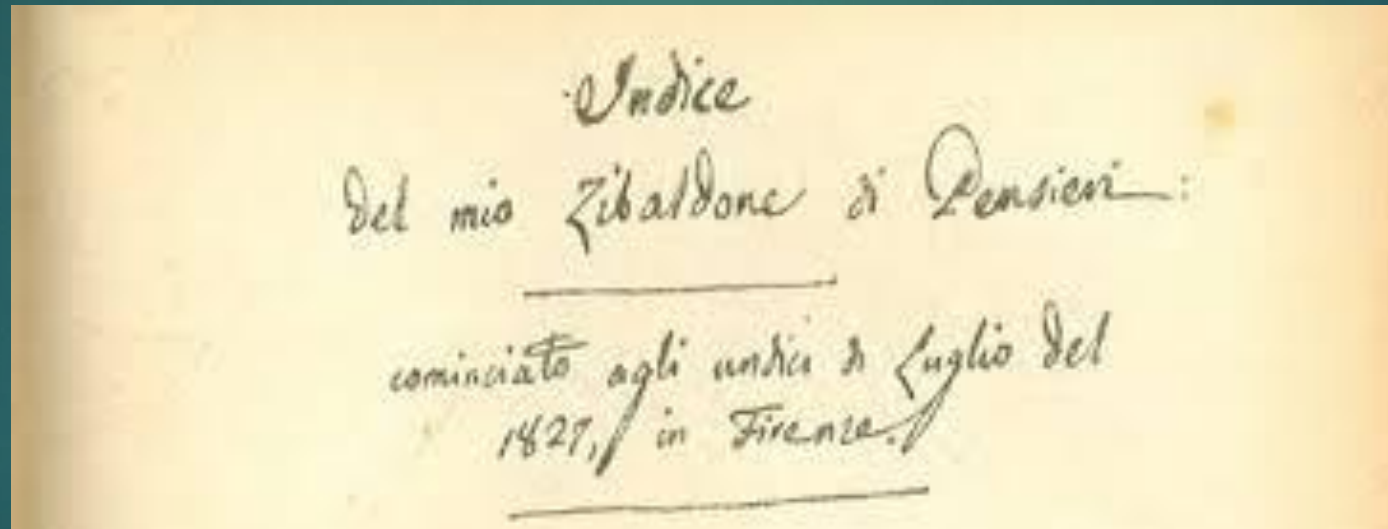 Indice
del mio Zibaldone di Pensieri:
cominciato agli undici di Luglio del
1827, in Firenze.